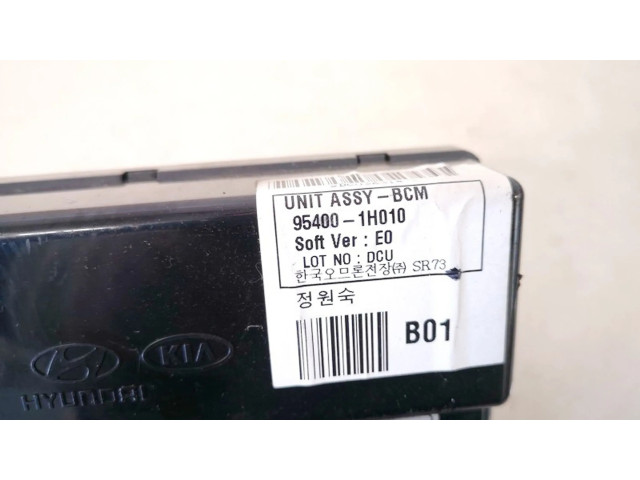 UNIT ASSY-BCM
95400-1H010
Soft Ver : E0
LOT NO : DCU
한국오므론전장㈜ SR73
정원숙
B01
KIA
HYUNDAI